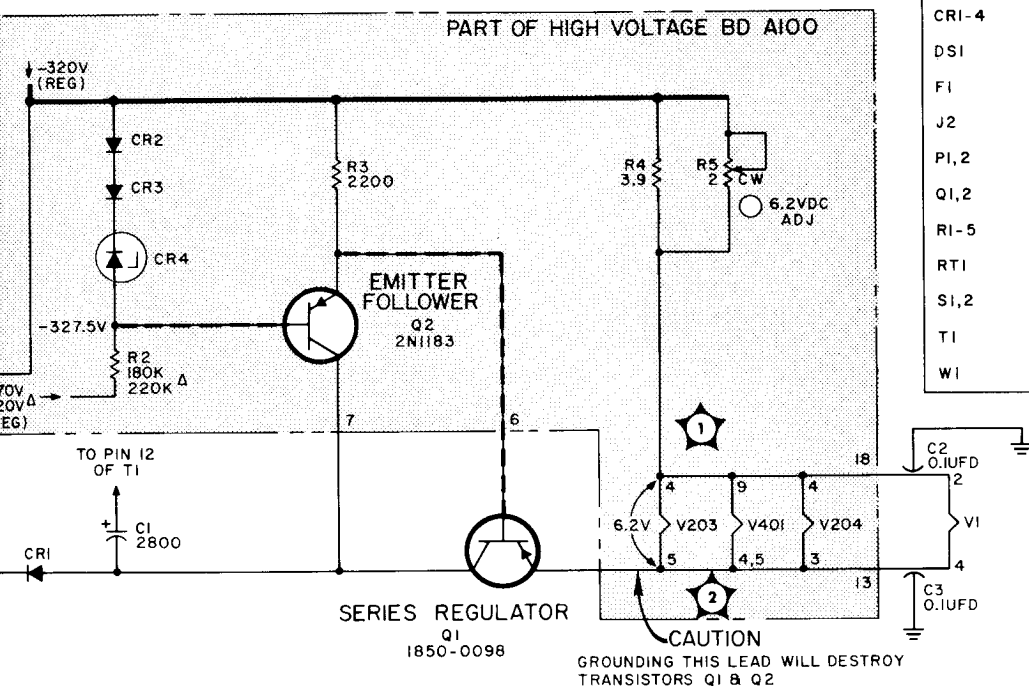 PART OF HIGH VOLTAGE BD A100
-320V
(REG)
CR2
CR3
CR4
R3
2200
R4
3.9
R5
2
CW
6.2VDC
ADJ
EMITTER
FOLLOWER
Q2
2N1183
-327.5V
R2
180K
220K Δ
70V
20V Δ
EG)
7
6
1
18
TO PIN 12
OF T1
+
C1
2800
CR1
4
9
4
6.2V
V203
V401
V204
5
4,5
3
13
2
C2
0.1UFD
2
V1
4
C3
0.1UFD
SERIES REGULATOR
Q1
1850-0098
CAUTION
GROUNDING THIS LEAD WILL DESTROY
TRANSISTORS Q1 & Q2
CR1-4
DS1
F1
J2
P1,2
Q1,2
R1-5
RT1
S1,2
T1
W1